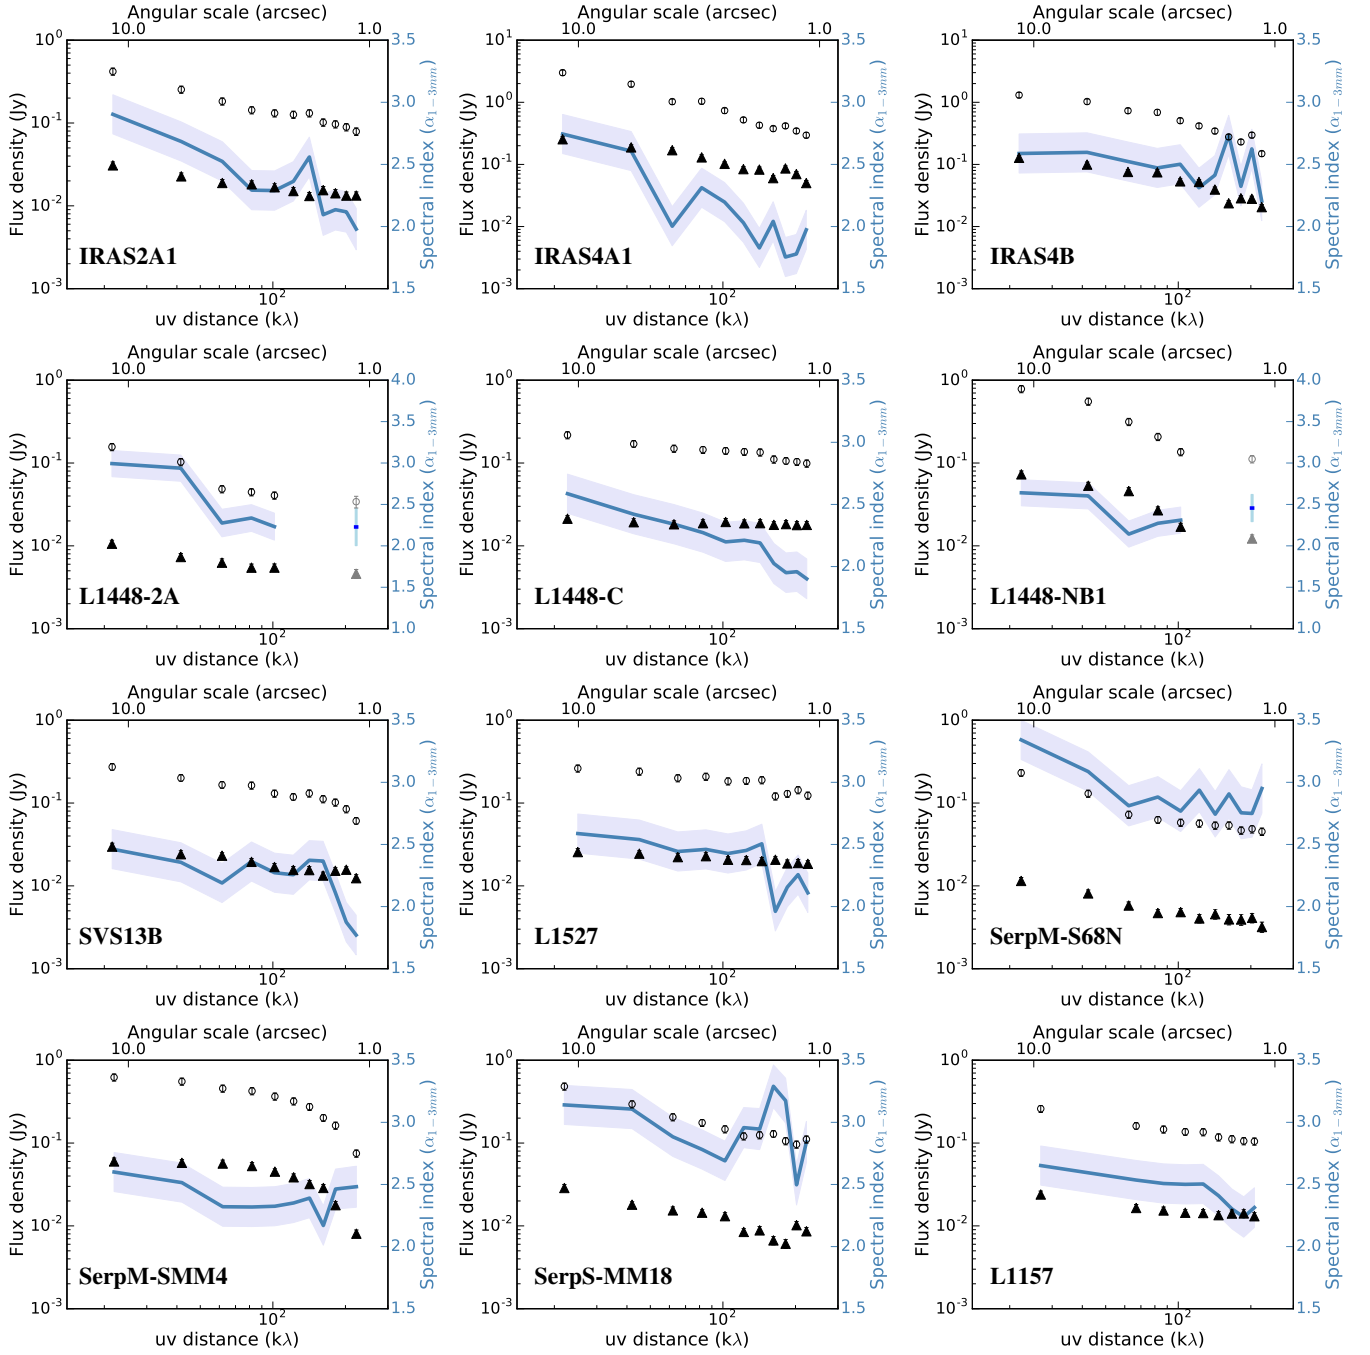 Angular scale (arcsec) Angular scale (arcsec) Angular scale (arcsec)
10.0 1.0 10.0 1.0 10.0 1.0
10^0 3.5 10^1 3.5 10^1 3.5
10^-1 3.0 10^0 3.0 10^0 3.0
10^-2 2.5 10^-1 2.5 10^-1 2.5
10^-3 2.0 10^-2 2.0 10^-2 2.0
1.5 10^-3 1.5 10^-3 1.5
Flux density (Jy) Spectral index (α1−3mm) Flux density (Jy) Spectral index (α1−3mm) Flux density (Jy) Spectral index (α1−3mm)
IRAS2A1 IRAS4A1 IRAS4B
10^2 10^2 10^2
uv distance (kλ) uv distance (kλ) uv distance (kλ)
Angular scale (arcsec) Angular scale (arcsec) Angular scale (arcsec)
10.0 1.0 10.0 1.0 10.0 1.0
10^0 4.0 10^0 3.5 10^0 4.0
3.5 3.5
10^-1 3.0 10^-1 3.0 10^-1 3.0
2.5 2.5 2.5
10^-2 2.0 10^-2 2.0 10^-2 2.0
1.5 1.5
10^-3 1.0 10^-3 1.5 10^-3 1.0
Flux density (Jy) Spectral index (α1−3mm) Flux density (Jy) Spectral index (α1−3mm) Flux density (Jy) Spectral index (α1−3mm)
L1448-2A L1448-C L1448-NB1
10^2 10^2 10^2
uv distance (kλ) uv distance (kλ) uv distance (kλ)
Angular scale (arcsec) Angular scale (arcsec) Angular scale (arcsec)
10.0 1.0 10.0 1.0 10.0 1.0
10^0 3.5 10^0 3.5 10^0 3.5
10^-1 3.0 10^-1 3.0 10^-1 3.0
2.5 2.5 2.5
10^-2 2.0 10^-2 2.0 10^-2 2.0
10^-3 1.5 10^-3 1.5 10^-3 1.5
Flux density (Jy) Spectral index (α1−3mm) Flux density (Jy) Spectral index (α1−3mm) Flux density (Jy) Spectral index (α1−3mm)
SVS13B L1527 SerpM-S68N
10^2 10^2 10^2
uv distance (kλ) uv distance (kλ) uv distance (kλ)
Angular scale (arcsec) Angular scale (arcsec) Angular scale (arcsec)
10.0 1.0 10.0 1.0 10.0 1.0
10^0 3.5 10^0 3.5 10^0 3.5
10^-1 3.0 10^-1 3.0 10^-1 3.0
2.5 2.5 2.5
10^-2 2.0 10^-2 2.0 10^-2 2.0
10^-3 1.5 10^-3 1.5 10^-3 1.5
Flux density (Jy) Spectral index (α1−3mm) Flux density (Jy) Spectral index (α1−3mm) Flux density (Jy) Spectral index (α1−3mm)
SerpM-SMM4 SerpS-MM18 L1157
10^2 10^2 10^2
uv distance (kλ) uv distance (kλ) uv distance (kλ)